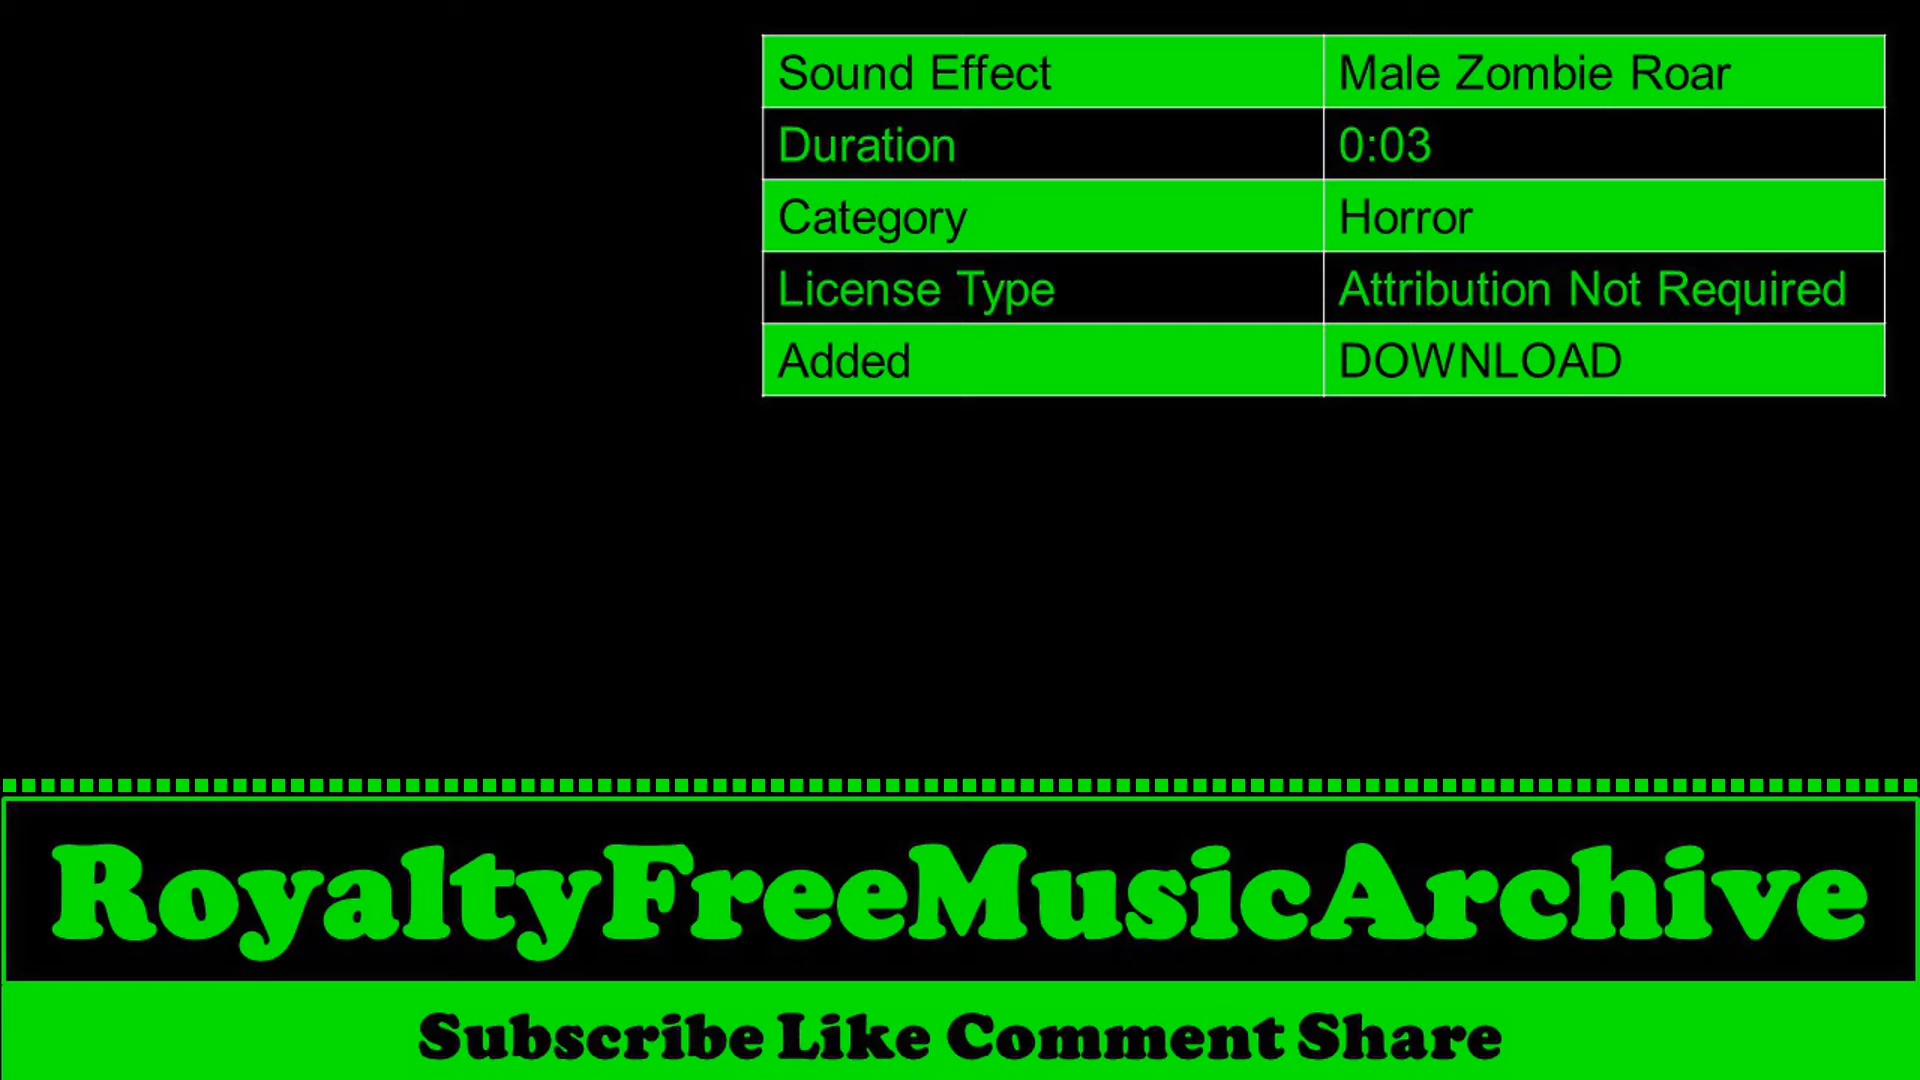 Sound Effect Male Zombie Roar
Duration 0:03
Category Horror
License Type Attribution Not Required
Added DOWNLOAD
RoyaltyFreeMusicArchive
Subscribe Like Comment Share